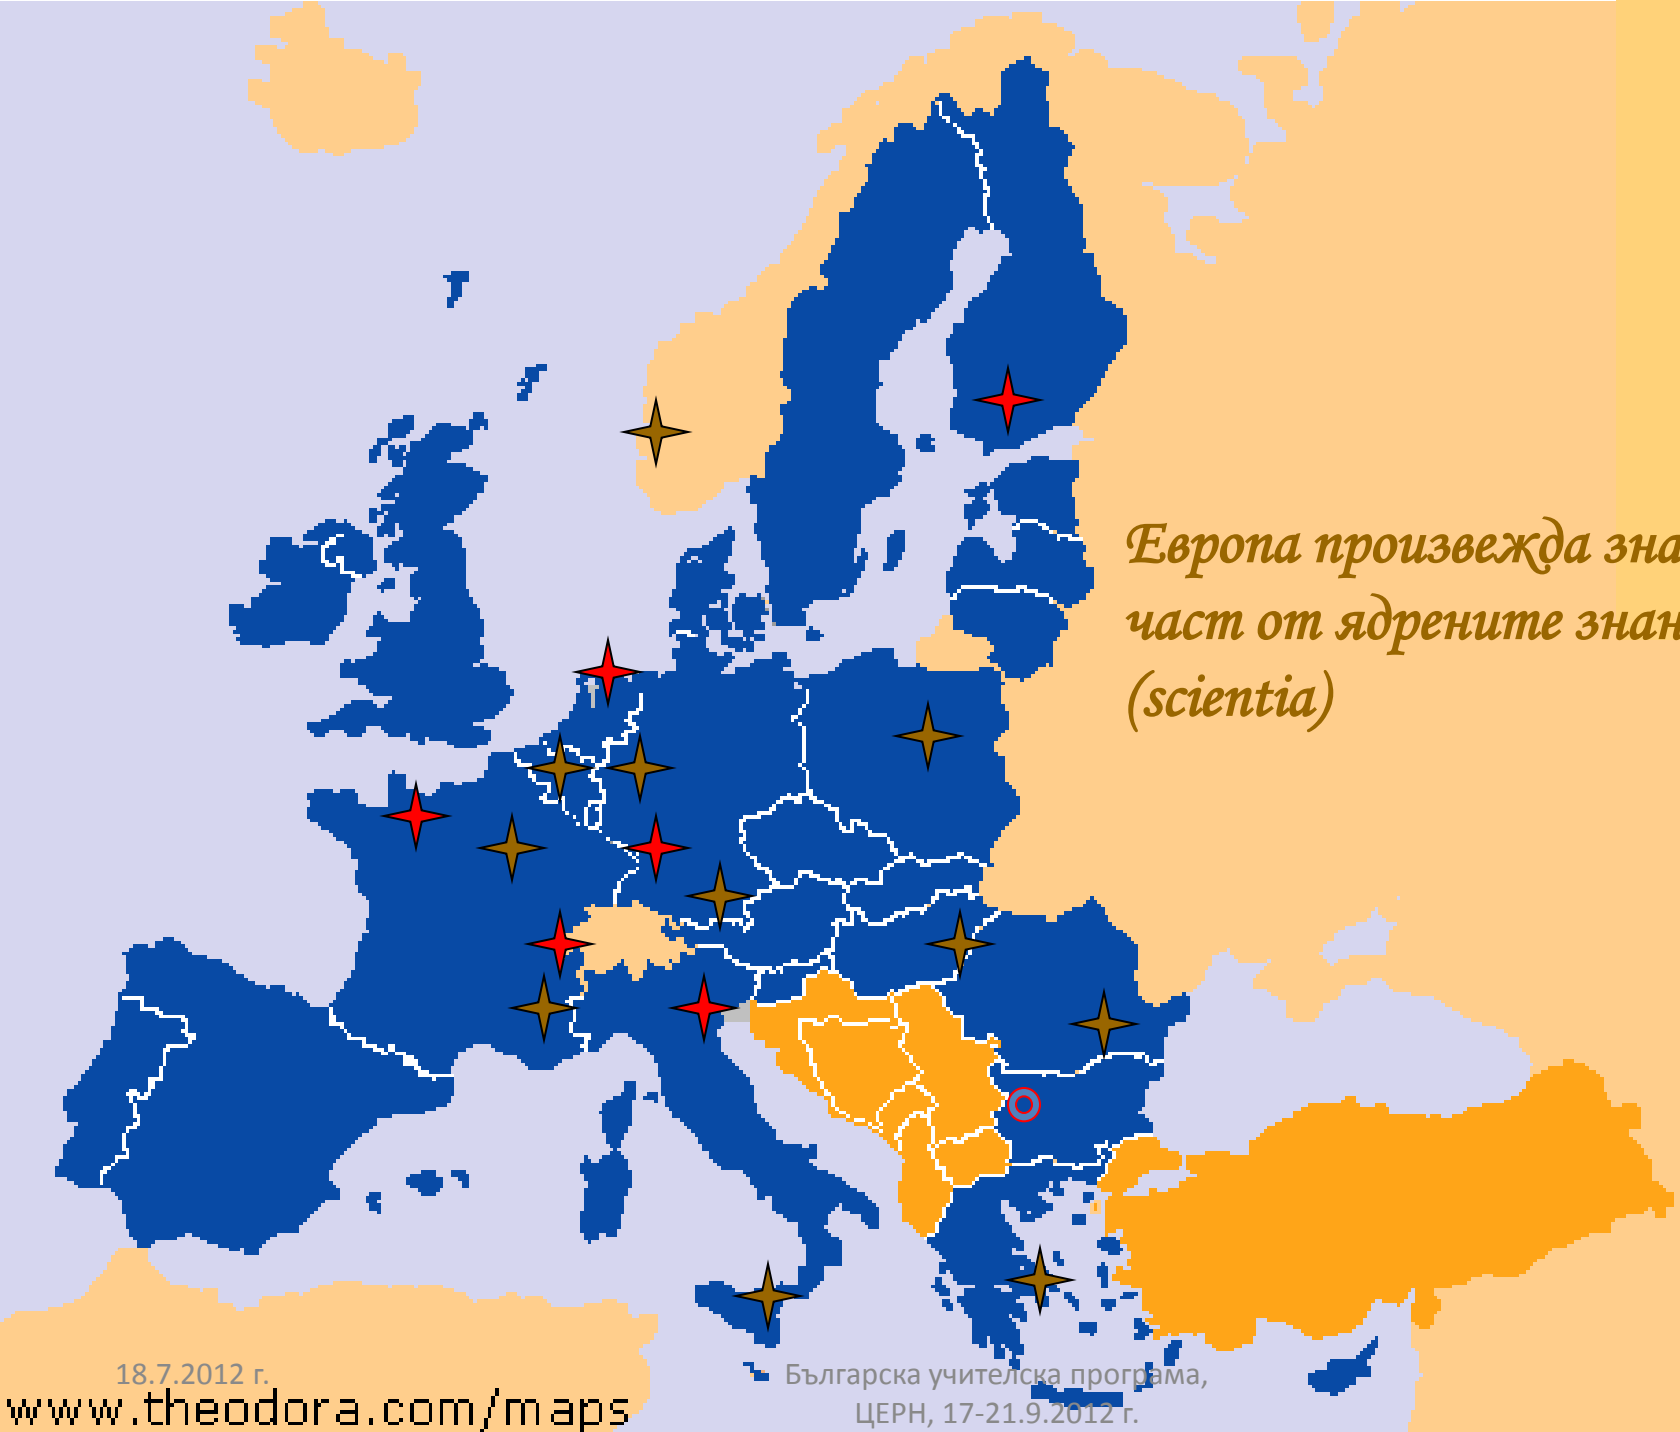 Европа произвежда зна
част от ядрените знан
(scientia)
18.7.2012 г.
Българска учителска програма,
ЦЕРН, 17-21.9.2012 г.
www.theodora.com/maps